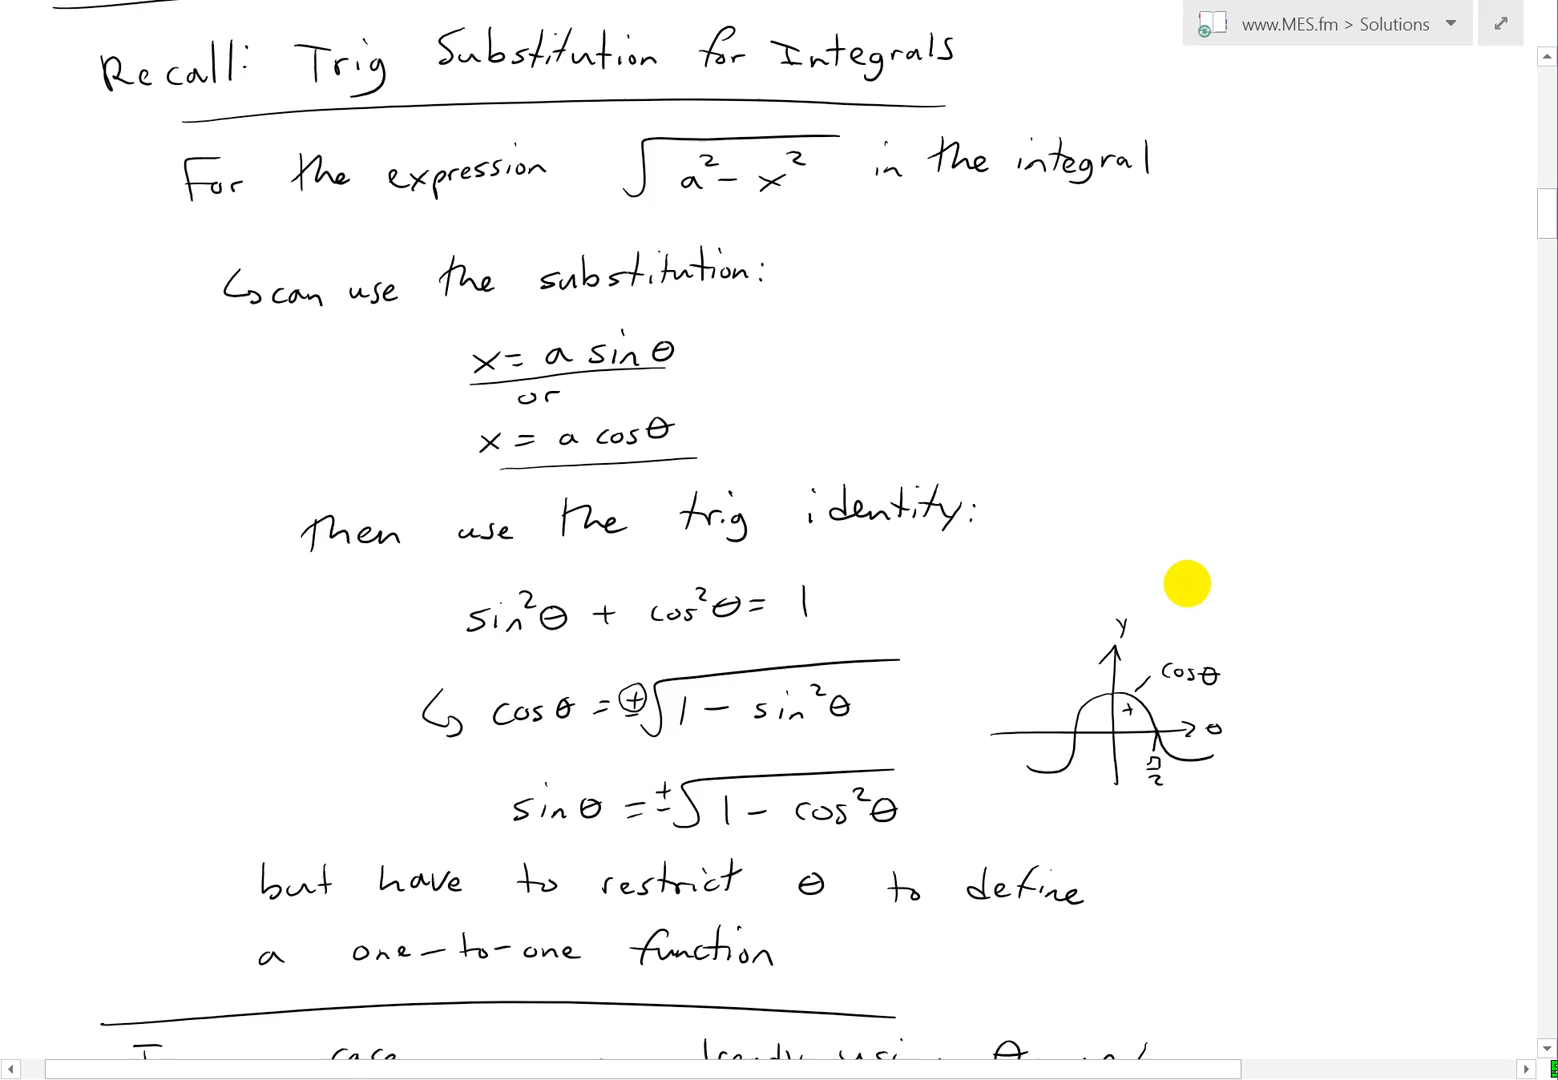 www.MES.fm > Solutions
Recall: Trig Substitution for Integrals
For the expression √(a² - x²) in the integral
↳ can use the substitution:
x = a sin θ
or
x = a cos θ
then use the trig identity:
sin²θ + cos²θ = 1
↳ cos θ = ±√(1 - sin²θ)
y
cos θ
+
θ
π/2
sin θ = ±√(1 - cos²θ)
but have to restrict θ to define
a one-to-one function